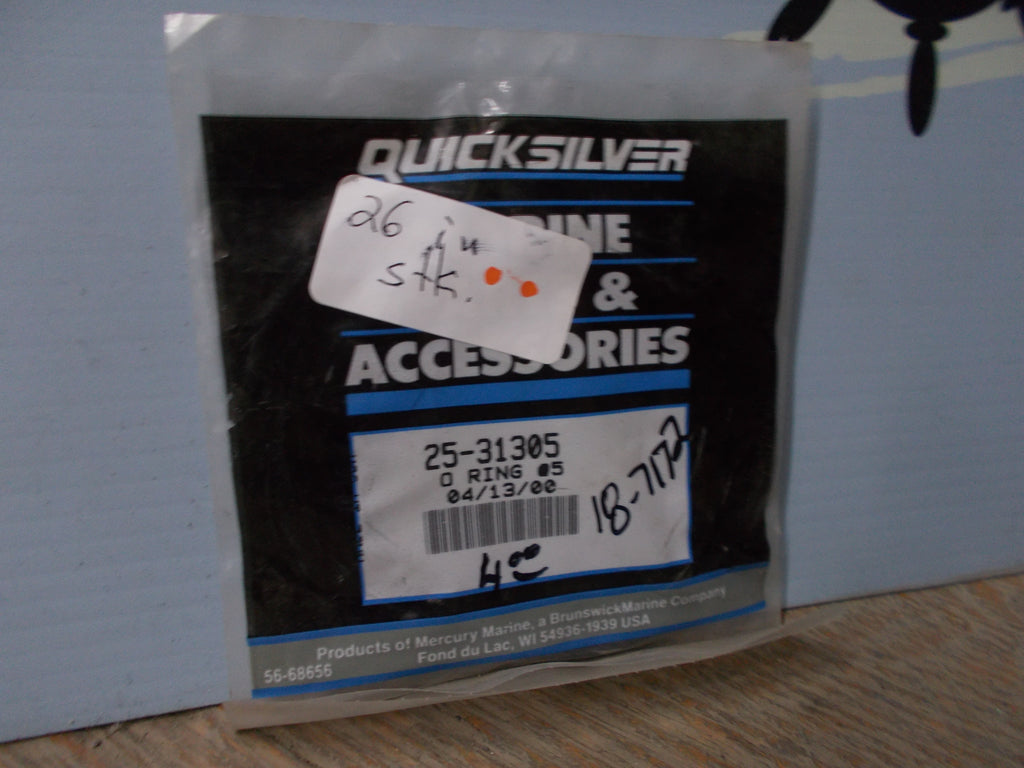 QUICKSILVER
26 in
stk.
&
ACCESSORIES
25-31305
O RING @5
04/13/00
18-7172
4.00
Products of Mercury Marine, a BrunswickMarine Company
Fond du Lac, WI 54936-1939 USA
56-68656